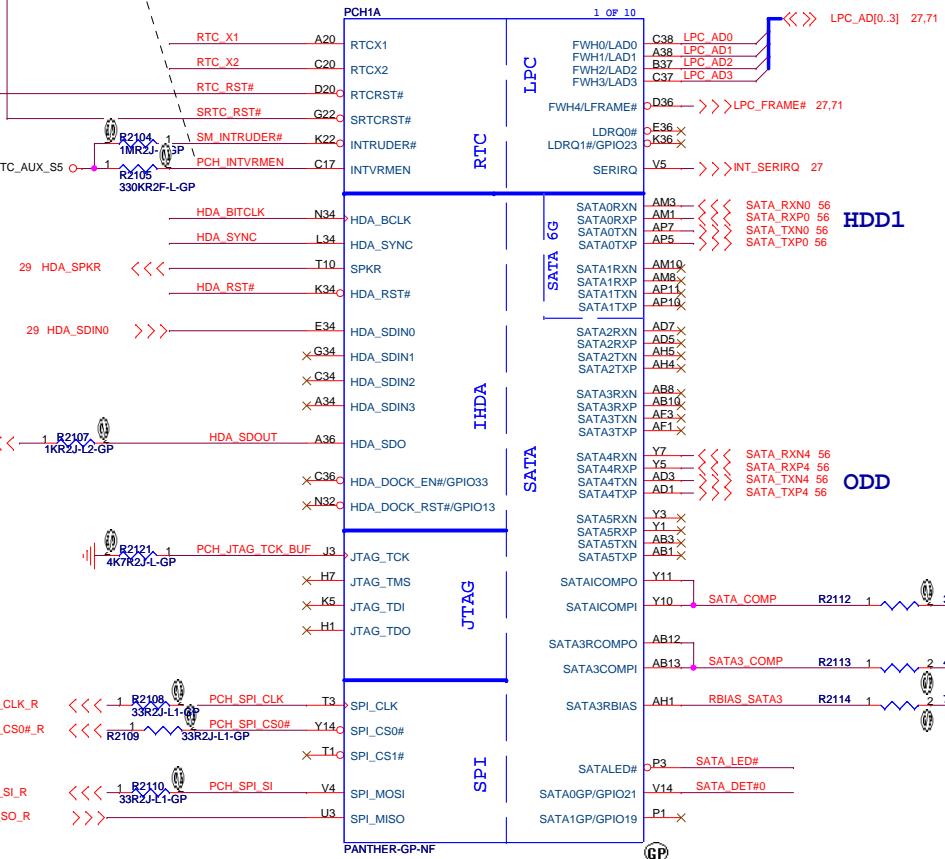 PCH1A 1 OF 10
LPC_AD[0..3] 27,71
RTC_X1 A20 RTCX1 FWH0/LAD0 C38 LPC_AD0
FWH1/LAD1 A38 LPC_AD1
RTC_X2 C20 RTCX2 FWH2/LAD2 B37 LPC_AD2
FWH3/LAD3 C37 LPC_AD3
LPC
RTC_RST# D20 RTCRST#
FWH4/LFRAME# D36 LPC_FRAME# 27,71
SRTC_RST# G22 SRTCRST#
LDRQ0# E36
R2104 1 SM_INTRUDER# K22 INTRUDER# LDRQ1#/GPIO23 K36
1MR2J-
SP
RTC
TC_AUX_S5 1 R2105 PCH_INTVRMEN C17 INTVRMEN SERIRQ V5 INT_SERIRQ 27
330KR2F-L-GP
SATA0RXN AM3 SATA_RXN0 56
HDA_BITCLK N34 HDA_BCLK SATA0RXP AM1 SATA_RXP0 56
HDD1
SATA0TXN AP7 SATA_TXN0 56
HDA_SYNC L34 HDA_SYNC SATA0TXP AP5 SATA_TXP0 56
SATA 6G
29 HDA_SPKR T10 SPKR SATA1RXN AM10
SATA1RXP AM8
HDA_RST# K34 HDA_RST# SATA1TXN AP11
SATA1TXP AP10
29 HDA_SDIN0 E34 HDA_SDIN0 SATA2RXN AD7
SATA2RXP AD5
G34 HDA_SDIN1 SATA2TXN AH5
SATA2TXP AH4
C34 HDA_SDIN2
SATA3RXN AB8
A34 HDA_SDIN3 SATA3RXP AB10
IHDA
SATA3TXN AF3
SATA3TXP AF1
1 R2107 HDA_SDOUT A36 HDA_SDO
1KR2J-L2-GP
SATA4RXN Y7 SATA_RXN4 56
SATA
SATA4RXP Y5 SATA_RXP4 56
C36 HDA_DOCK_EN#/GPIO33 SATA4TXN AD3 SATA_TXN4 56
ODD
SATA4TXP AD1 SATA_TXP4 56
N32 HDA_DOCK_RST#/GPIO13
SATA5RXN Y3
SATA5RXP Y1
SATA5TXN AB3
R2121 1 PCH_JTAG_TCK_BUF J3 JTAG_TCK SATA5TXP AB1
4K7R2J-L-GP
H7 JTAG_TMS SATAICOMPO Y11
K5 JTAG_TDI SATAICOMPI Y10 SATA_COMP R2112 1 2
JTAG
H1 JTAG_TDO
SATA3RCOMPO AB12
SATA3COMPI AB13 SATA3_COMP R2113 1 2
_CLK_R 1 R2108 PCH_SPI_CLK T3 SPI_CLK SATA3RBIAS AH1 RBIAS_SATA3 R2114 1 2
33R2J-L1-GP
_CS0#_R 1 PCH_SPI_CS0# Y14 SPI_CS0#
R2109 33R2J-L1-GP
T1 SPI_CS1#
SPI
SATALED# P3 SATA_LED#
_SI_R 1 R2110 PCH_SPI_SI V4 SPI_MOSI SATA0GP/GPIO21 V14 SATA_DET#0
33R2J-L1-GP
SO_R U3 SPI_MISO SATA1GP/GPIO19 P1
PANTHER-GP-NF GP